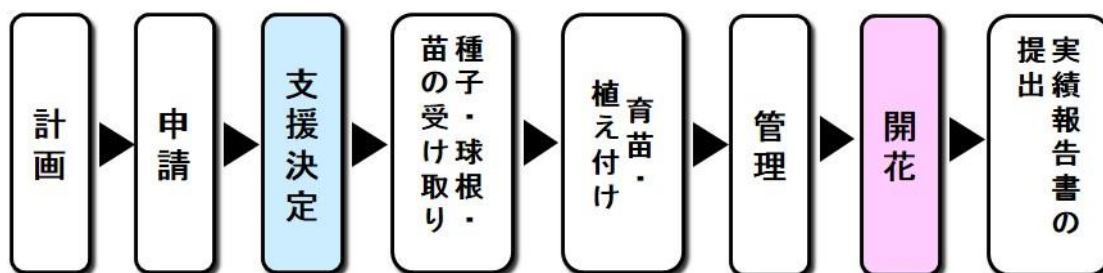 計画
申請
支援決定
種子・球根・
苗の受け取り
育苗・
植え付け
管理
開花
実績報告書の
提出